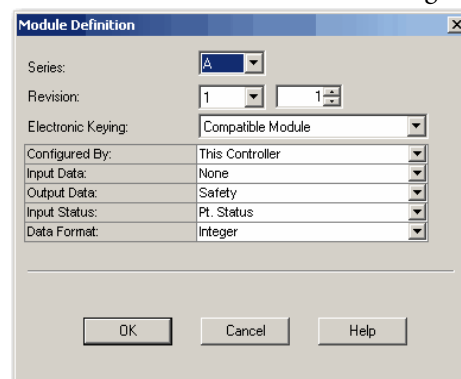 Module Definition
Series: A
Revision: 1 1
Electronic Keying: Compatible Module
Configured By: This Controller
Input Data: None
Output Data: Safety
Input Status: Pt. Status
Data Format: Integer
OK Cancel Help